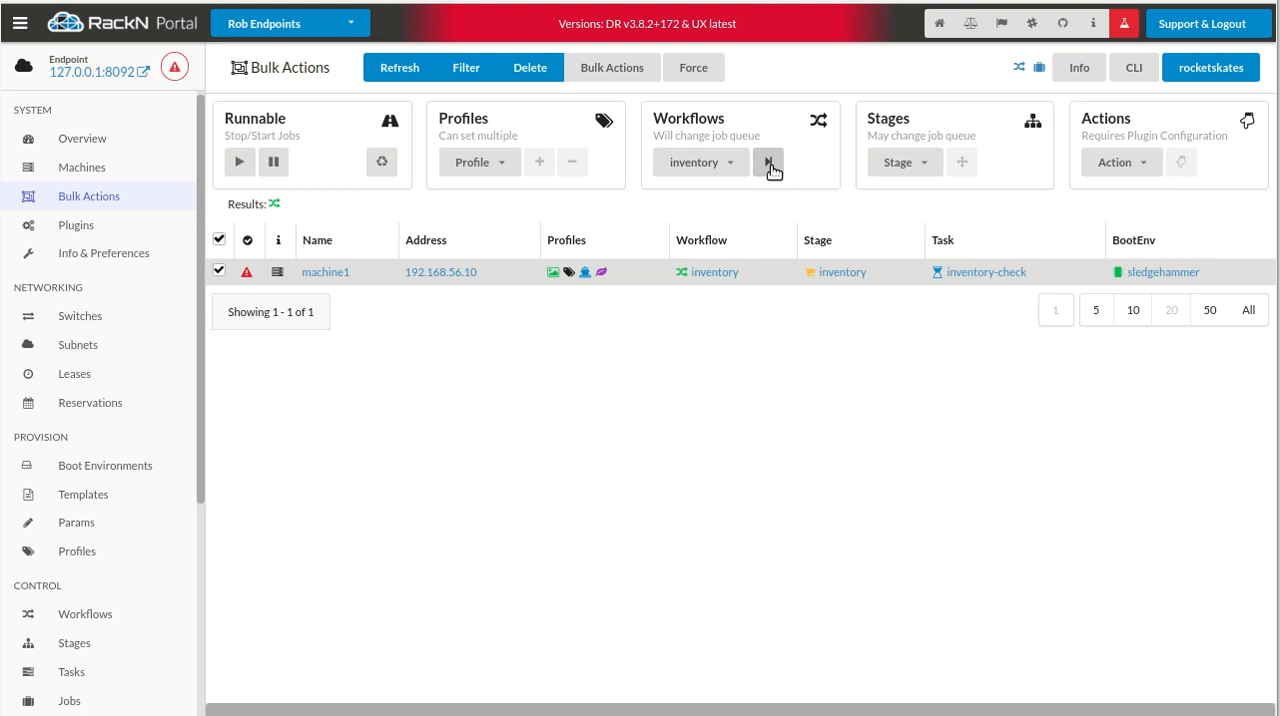 RACKN Portal
Rob Endpoints
Versions: DR v3.8.2+172 & UX latest
Support & Logout
Endpoint
127.0.0.1:8092
Bulk Actions
Refresh
Filter
Delete
Bulk Actions
Force
Info
CLI
rocketskates
SYSTEM
Overview
Machines
Bulk Actions
Plugins
Info & Preferences
NETWORKING
Switches
Subnets
Leases
Reservations
PROVISION
Boot Environments
Templates
Params
Profiles
CONTROL
Workflows
Stages
Tasks
Jobs
Runnable
Stop/Start Jobs
Profiles
Can set multiple
Profile
Workflows
Will change job queue
inventory
Stages
May change job queue
Stage
Actions
Requires Plugin Configuration
Action
Results:
Name Address Profiles Workflow Stage Task BootEnv
machine1 192.168.56.10 inventory inventory inventory-check sledgehammer
Showing 1 - 1 of 1
1 5 10 20 50 All